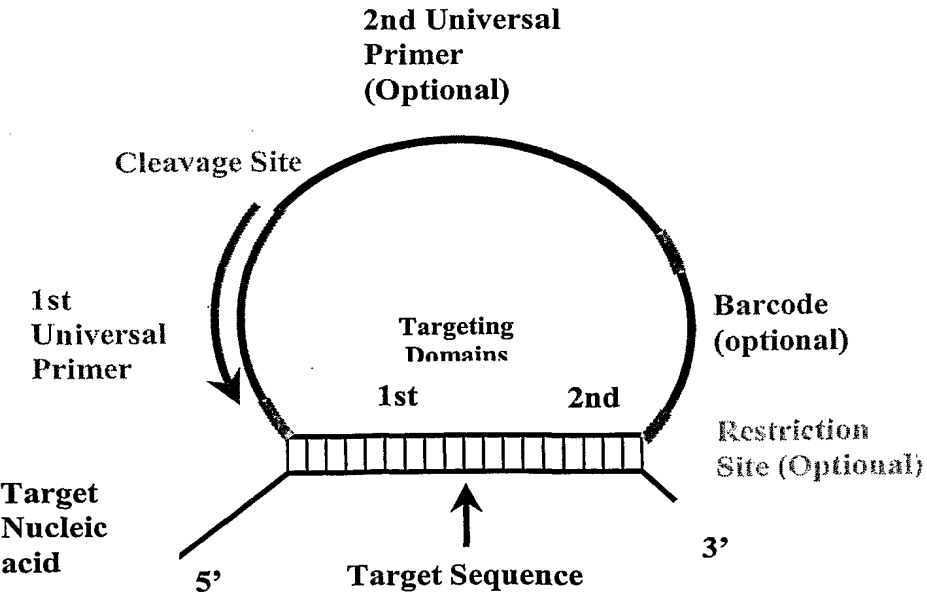 2nd Universal
Primer
(Optional)
Cleavage Site
1st
Universal
Primer
Targeting
Domains
Barcode
(optional)
1st
2nd
Restriction
Site (Optional)
Target
Nucleic
acid
5’
Target Sequence
3’